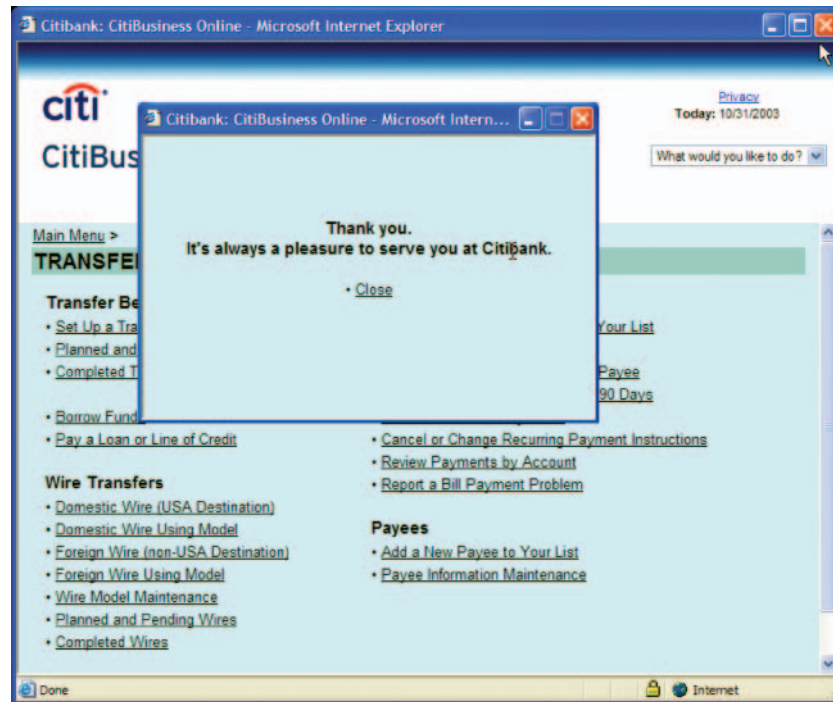 Citibank: CitiBusiness Online - Microsoft Internet Explorer
citi
CitiBus
Privacy
Today: 10/31/2003
What would you like to do?
Citibank: CitiBusiness Online - Microsoft Intern...
Thank you.
It's always a pleasure to serve you at Citibank.
• Close
Main Menu >
TRANSFE
Transfer Be
• Set Up a Tra
• Planned and
• Completed T
• Borrow Fund
• Pay a Loan or Line of Credit
Wire Transfers
• Domestic Wire (USA Destination)
• Domestic Wire Using Model
• Foreign Wire (non-USA Destination)
• Foreign Wire Using Model
• Wire Model Maintenance
• Planned and Pending Wires
• Completed Wires
Your List
Payee
90 Days
• Cancel or Change Recurring Payment Instructions
• Review Payments by Account
• Report a Bill Payment Problem
Payees
• Add a New Payee to Your List
• Payee Information Maintenance
Done
Internet